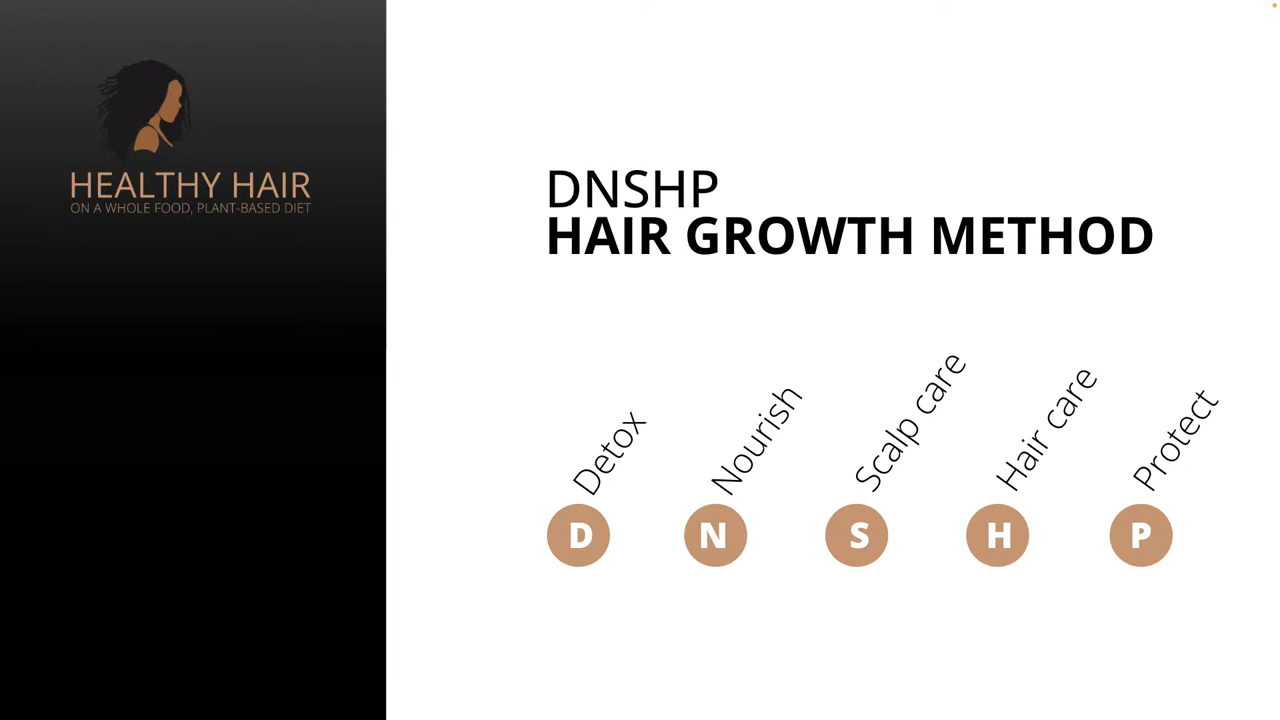 HEALTHY HAIR
ON A WHOLE FOOD, PLANT-BASED DIET
DNSHP
HAIR GROWTH METHOD
Detox
Nourish
Scalp care
Hair care
Protect
D
N
S
H
P